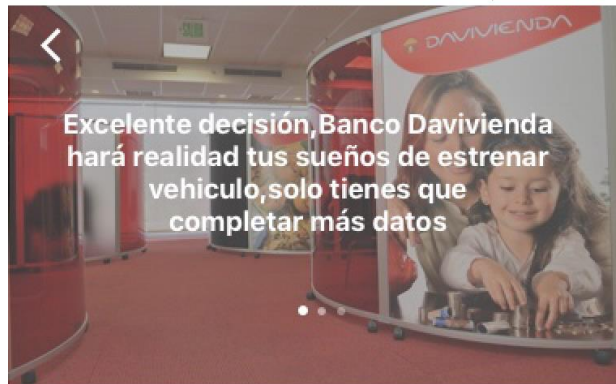 DAVIVIENDA
Excelente decisión,Banco Davivienda
hará realidad tus sueños de estrenar
vehiculo,solo tienes que
completar más datos